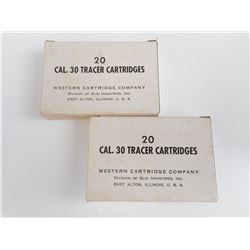 20
CAL. 30 TRACER CARTRIDGES
WESTERN CARTRIDGE COMPANY
DIVISION OF OLIN INDUSTRIES, INC.
EAST ALTON, ILLINOIS, U. S. A.
20
CAL. 30 TRACER CARTRIDGES
WESTERN CARTRIDGE COMPANY
DIVISION OF OLIN INDUSTRIES, INC.
EAST ALTON, ILLINOIS, U. S. A.